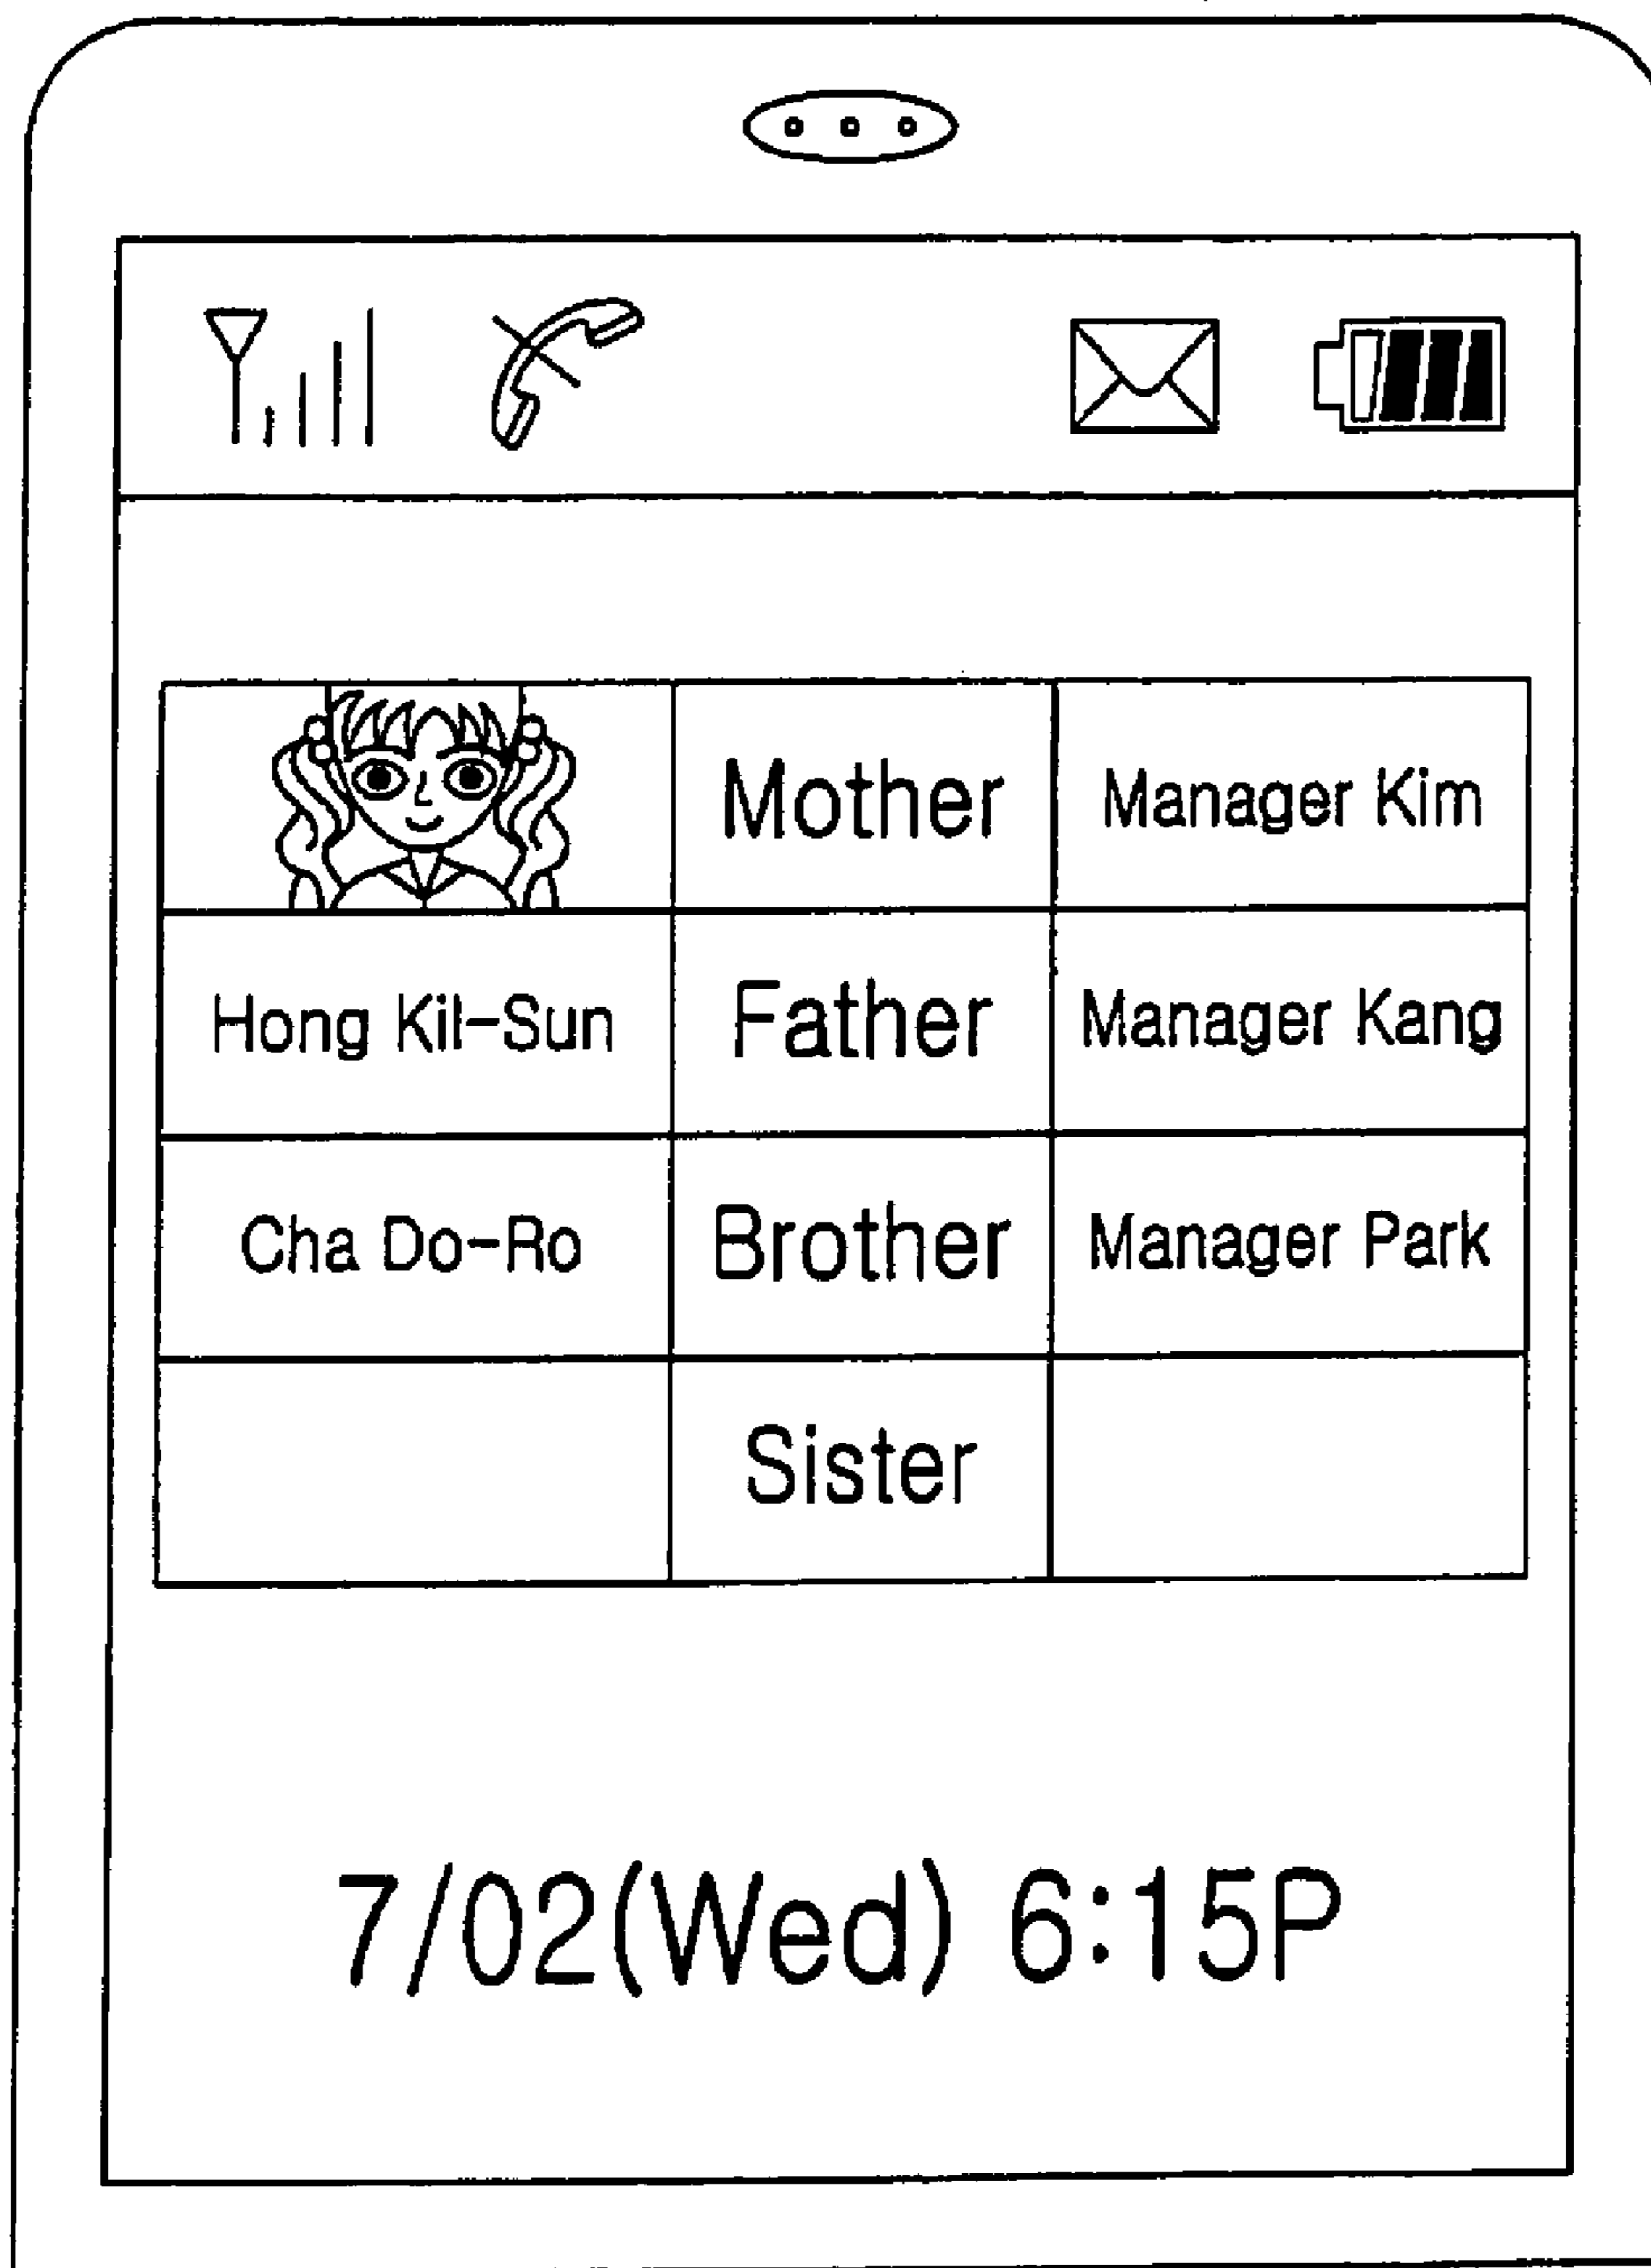 Mother Manager Kim
Hong Kil-Sun Father Manager Kang
Cha Do-Ro Brother Manager Park
Sister
7/02(Wed) 6:15P